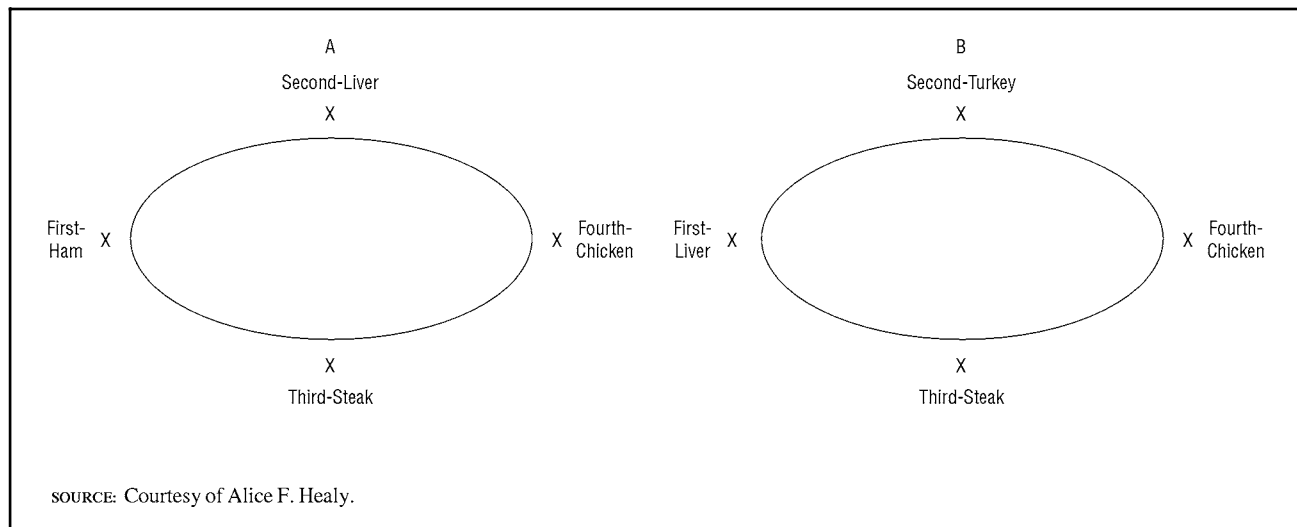 A
Second-Liver
X
First-
Ham
X
X
Fourth-
Chicken
X
Third-Steak
B
Second-Turkey
X
First-
Liver
X
X
Fourth-
Chicken
X
Third-Steak
SOURCE: Courtesy of Alice F. Healy.